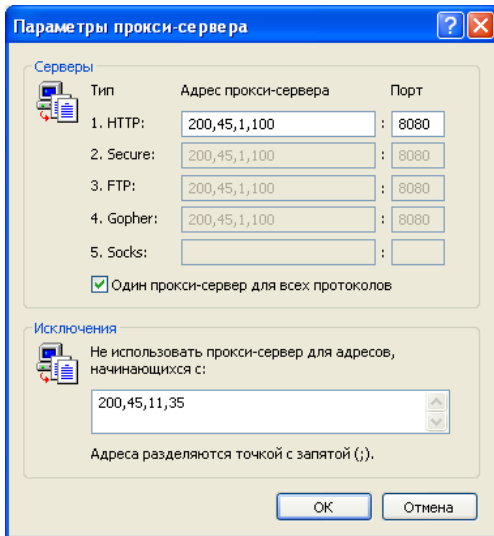 Параметры прокси-сервера
Серверы
Тип Адрес прокси-сервера Порт
1. HTTP: 200,45,1,100 : 8080
2. Secure: 200,45,1,100 : 8080
3. FTP: 200,45,1,100 : 8080
4. Gopher: 200,45,1,100 : 8080
5. Socks: :
Один прокси-сервер для всех протоколов
Исключения
Не использовать прокси-сервер для адресов,
начинающихся с:
200,45,11,35
Адреса разделяются точкой с запятой (;).
ОК Отмена